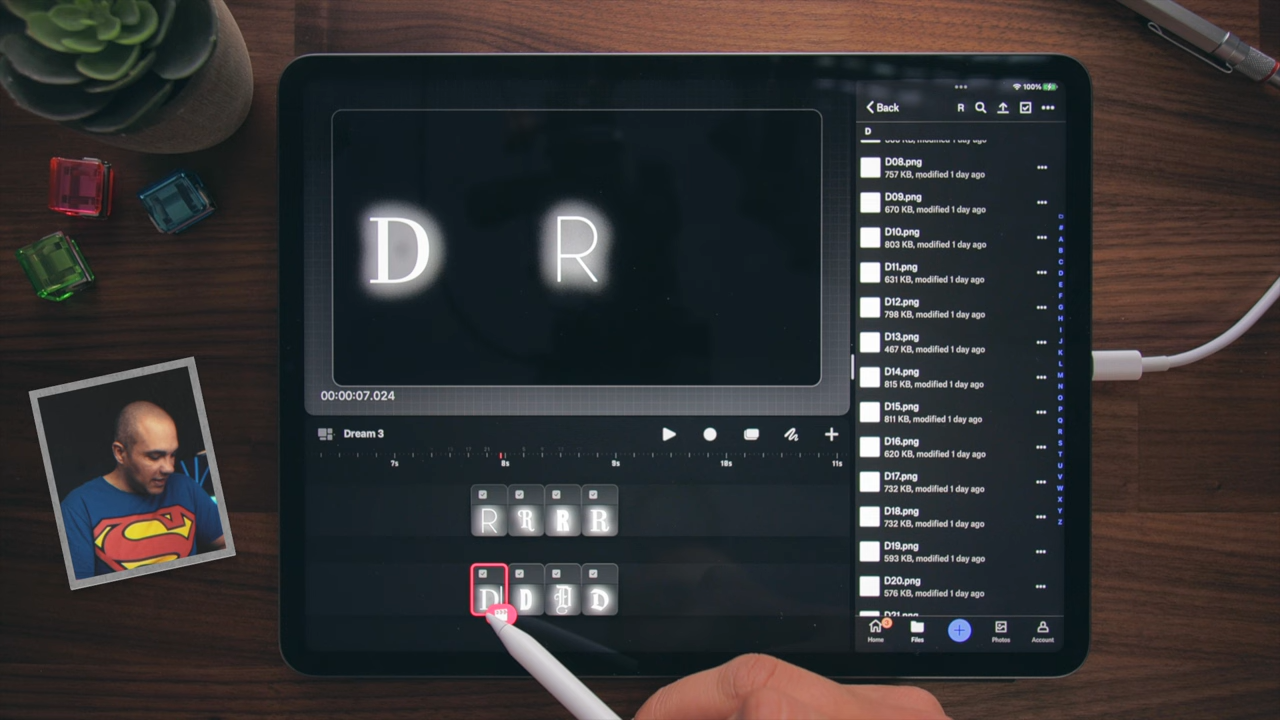 100%
Back
R
D
D08.png
757 KB, modified 1 day ago
D09.png
670 KB, modified 1 day ago
D10.png
803 KB, modified 1 day ago
D11.png
631 KB, modified 1 day ago
D12.png
798 KB, modified 1 day ago
D13.png
467 KB, modified 1 day ago
D14.png
815 KB, modified 1 day ago
D15.png
811 KB, modified 1 day ago
D16.png
620 KB, modified 1 day ago
D17.png
732 KB, modified 1 day ago
D18.png
732 KB, modified 1 day ago
D19.png
593 KB, modified 1 day ago
D20.png
576 KB, modified 1 day ago
Home
3
Files
Photos
Account
D R
00:00:07.024
Dream 3
7s 8s 9s 10s 11s
R R R R
D D D D
S